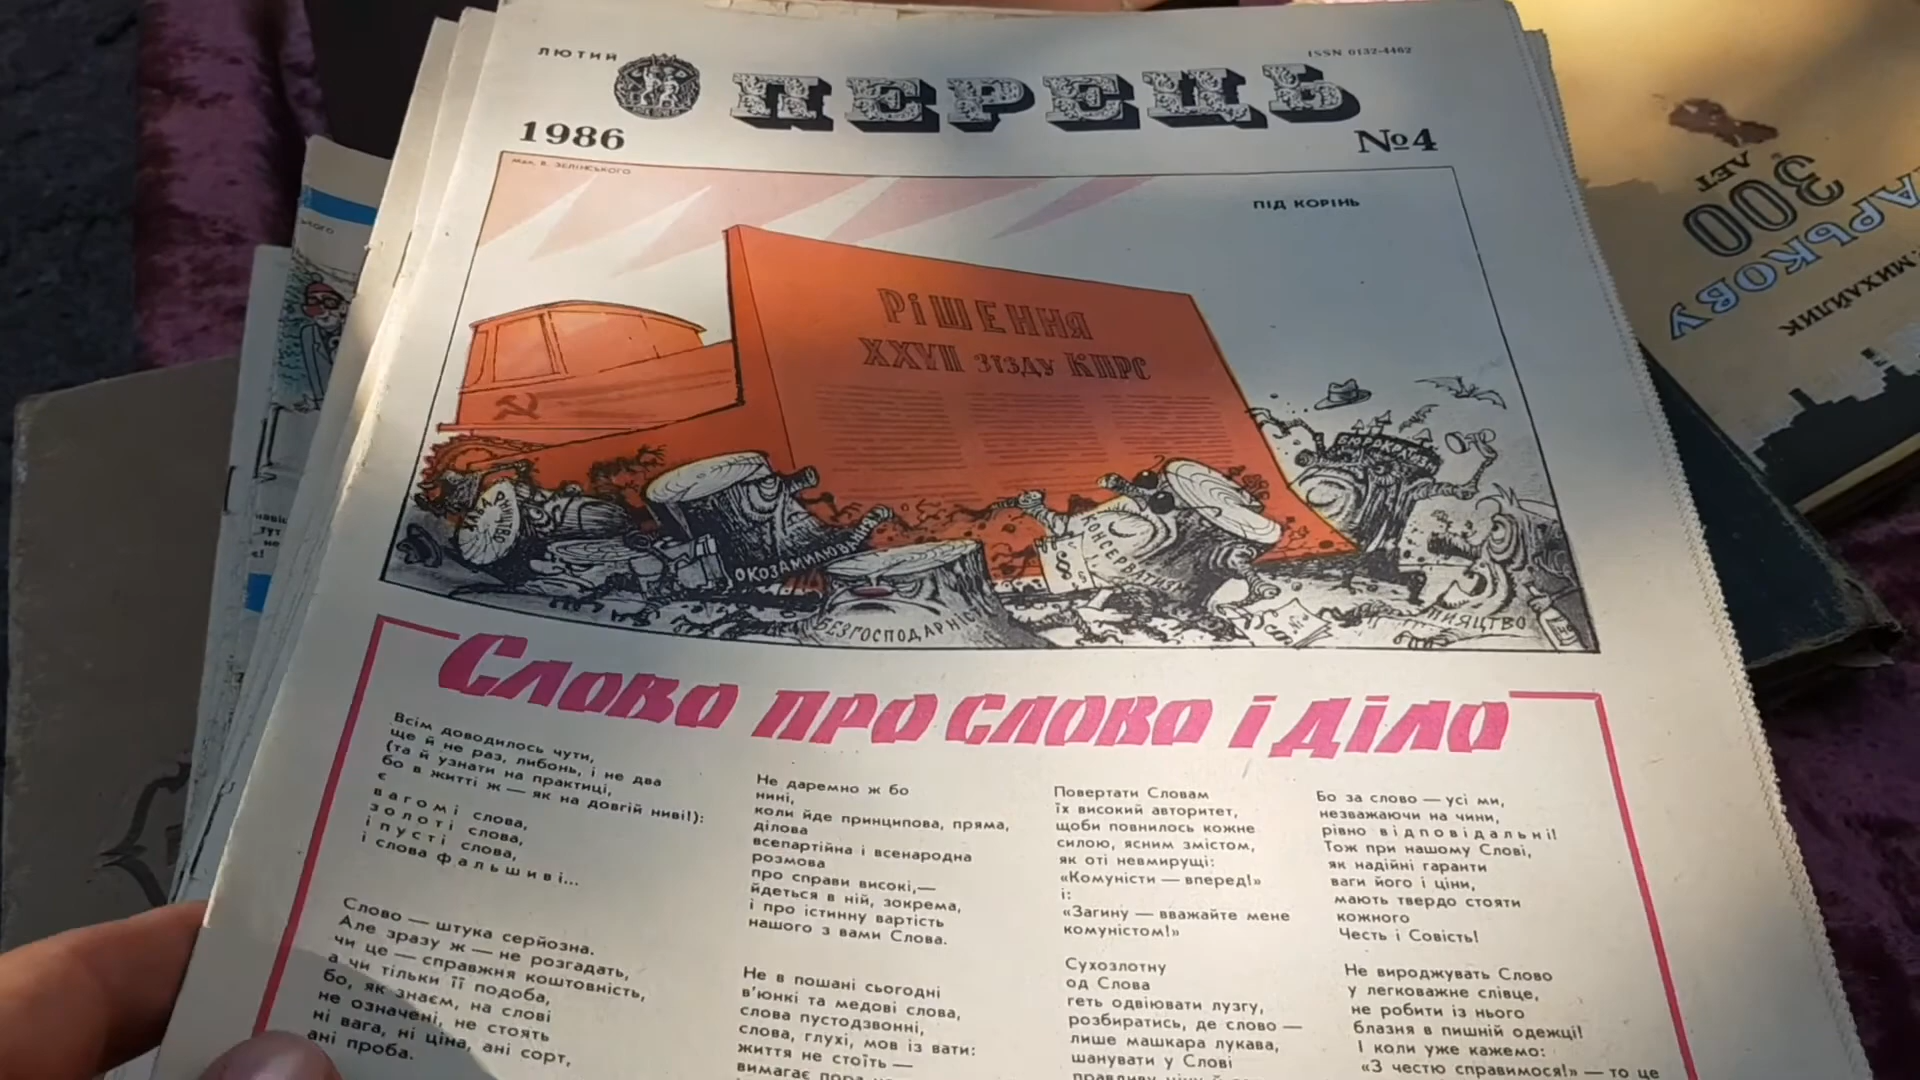 ЛЮТИЙ
ISSN 0132-4462
ПЕРЕЦЬ
1986
№4
Мал. В. ЗЕЛІНСЬКОГО
ПІД КОРІНЬ
РІШЕННЯ
XXVII З'ЇЗДУ КПРС
БЮРОКРАТ
ОКОЗАМИЛЮВАННЯ
КОНСЕРВАТИЗМ
БЕЗГОСПОДАРНІС
ПИЯЦТВО
Слово про слово і діло
Всім доводилось чути,
ще й не раз, либонь, і не два
(та й узнати на практиці,
бо в житті ж — як на довгій ниві!):
є
вагомі слова,
золоті слова,
і пусті слова,
і слова фальшиві...
Слово — штука серйозна.
Але зразу ж — не розгадать,
чи це — справжня коштовність,
а чи тільки її подоба,
бо, як знаєм, на слові
не означені, не стоять
ні вага, ні ціна, ані сорт,
ані проба.
Не даремно ж бо
нині,
коли йде принципова, пряма,
ділова
всепартійна і всенародна
розмова
про справи високі,—
йдеться в ній, зокрема,
і про істинну вартість
нашого з вами Слова.
Не в пошані сьогодні
в'юнкі та медові слова,
слова пустодзвонні,
слова, глухі, мов із вати:
життя не стоїть —
вимагає пора
Повертати Словам
їх високий авторитет,
щоби повнилось кожне
силою, ясним змістом,
як оті невмирущі:
«Комуністи — вперед!»
і:
«Загину — вважайте мене
комуністом!»
Сухозлотну
од Слова
геть одвіювати лузгу,
розбиратись, де слово —
лише машкара лукава,
шанувати у Слові
Бо за слово — усі ми,
незважаючи на чини,
рівно відповідальні!
Тож при нашому Слові,
як надійні гаранти
ваги його і ціни,
мають твердо стояти
кожного
Честь і Совість!
Не вироджувать Слово
у легковажне слівце,
не робити із нього
блазня в пишній одежці!
І коли уже кажемо:
«З честю справимося!» — то це
300
ЛЕТ
ХАРЬКОВУ
МИХАЙЛИК